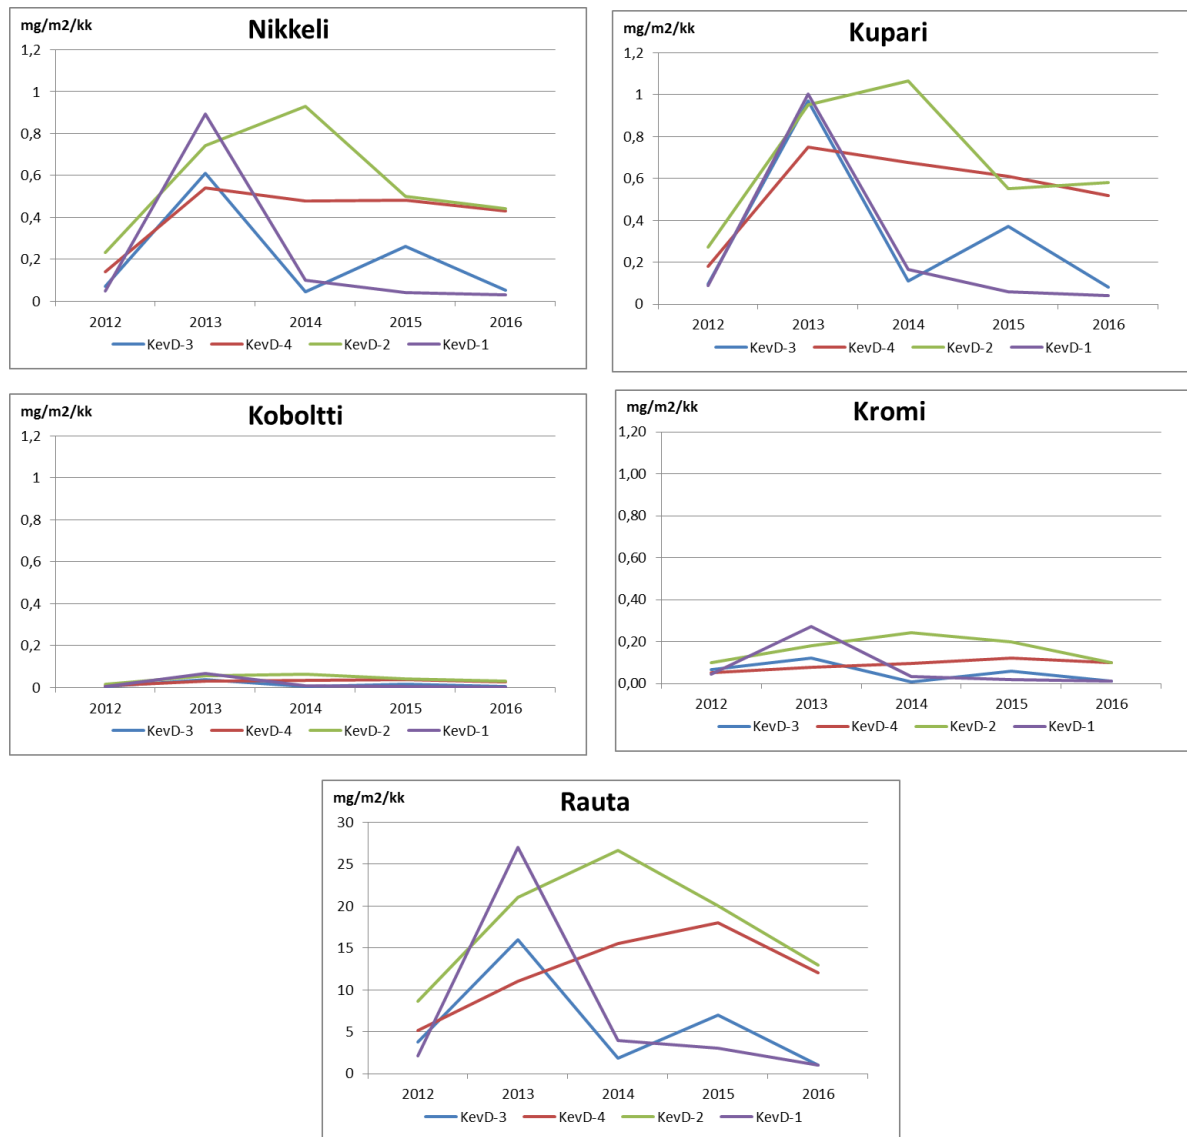 mg/m2/kk
Nikkeli
1,2
1
0,8
0,6
0,4
0,2
0
2012 2013 2014 2015 2016
KevD-3 KevD-4 KevD-2 KevD-1
mg/m2/kk
Kupari
1,2
1
0,8
0,6
0,4
0,2
0
2012 2013 2014 2015 2016
KevD-3 KevD-4 KevD-2 KevD-1
mg/m2/kk
Koboltti
1,2
1
0,8
0,6
0,4
0,2
0
2012 2013 2014 2015 2016
KevD-3 KevD-4 KevD-2 KevD-1
mg/m2/kk
Kromi
1,20
1,00
0,80
0,60
0,40
0,20
0,00
2012 2013 2014 2015 2016
KevD-3 KevD-4 KevD-2 KevD-1
mg/m2/kk
Rauta
30
25
20
15
10
5
0
2012 2013 2014 2015 2016
KevD-3 KevD-4 KevD-2 KevD-1